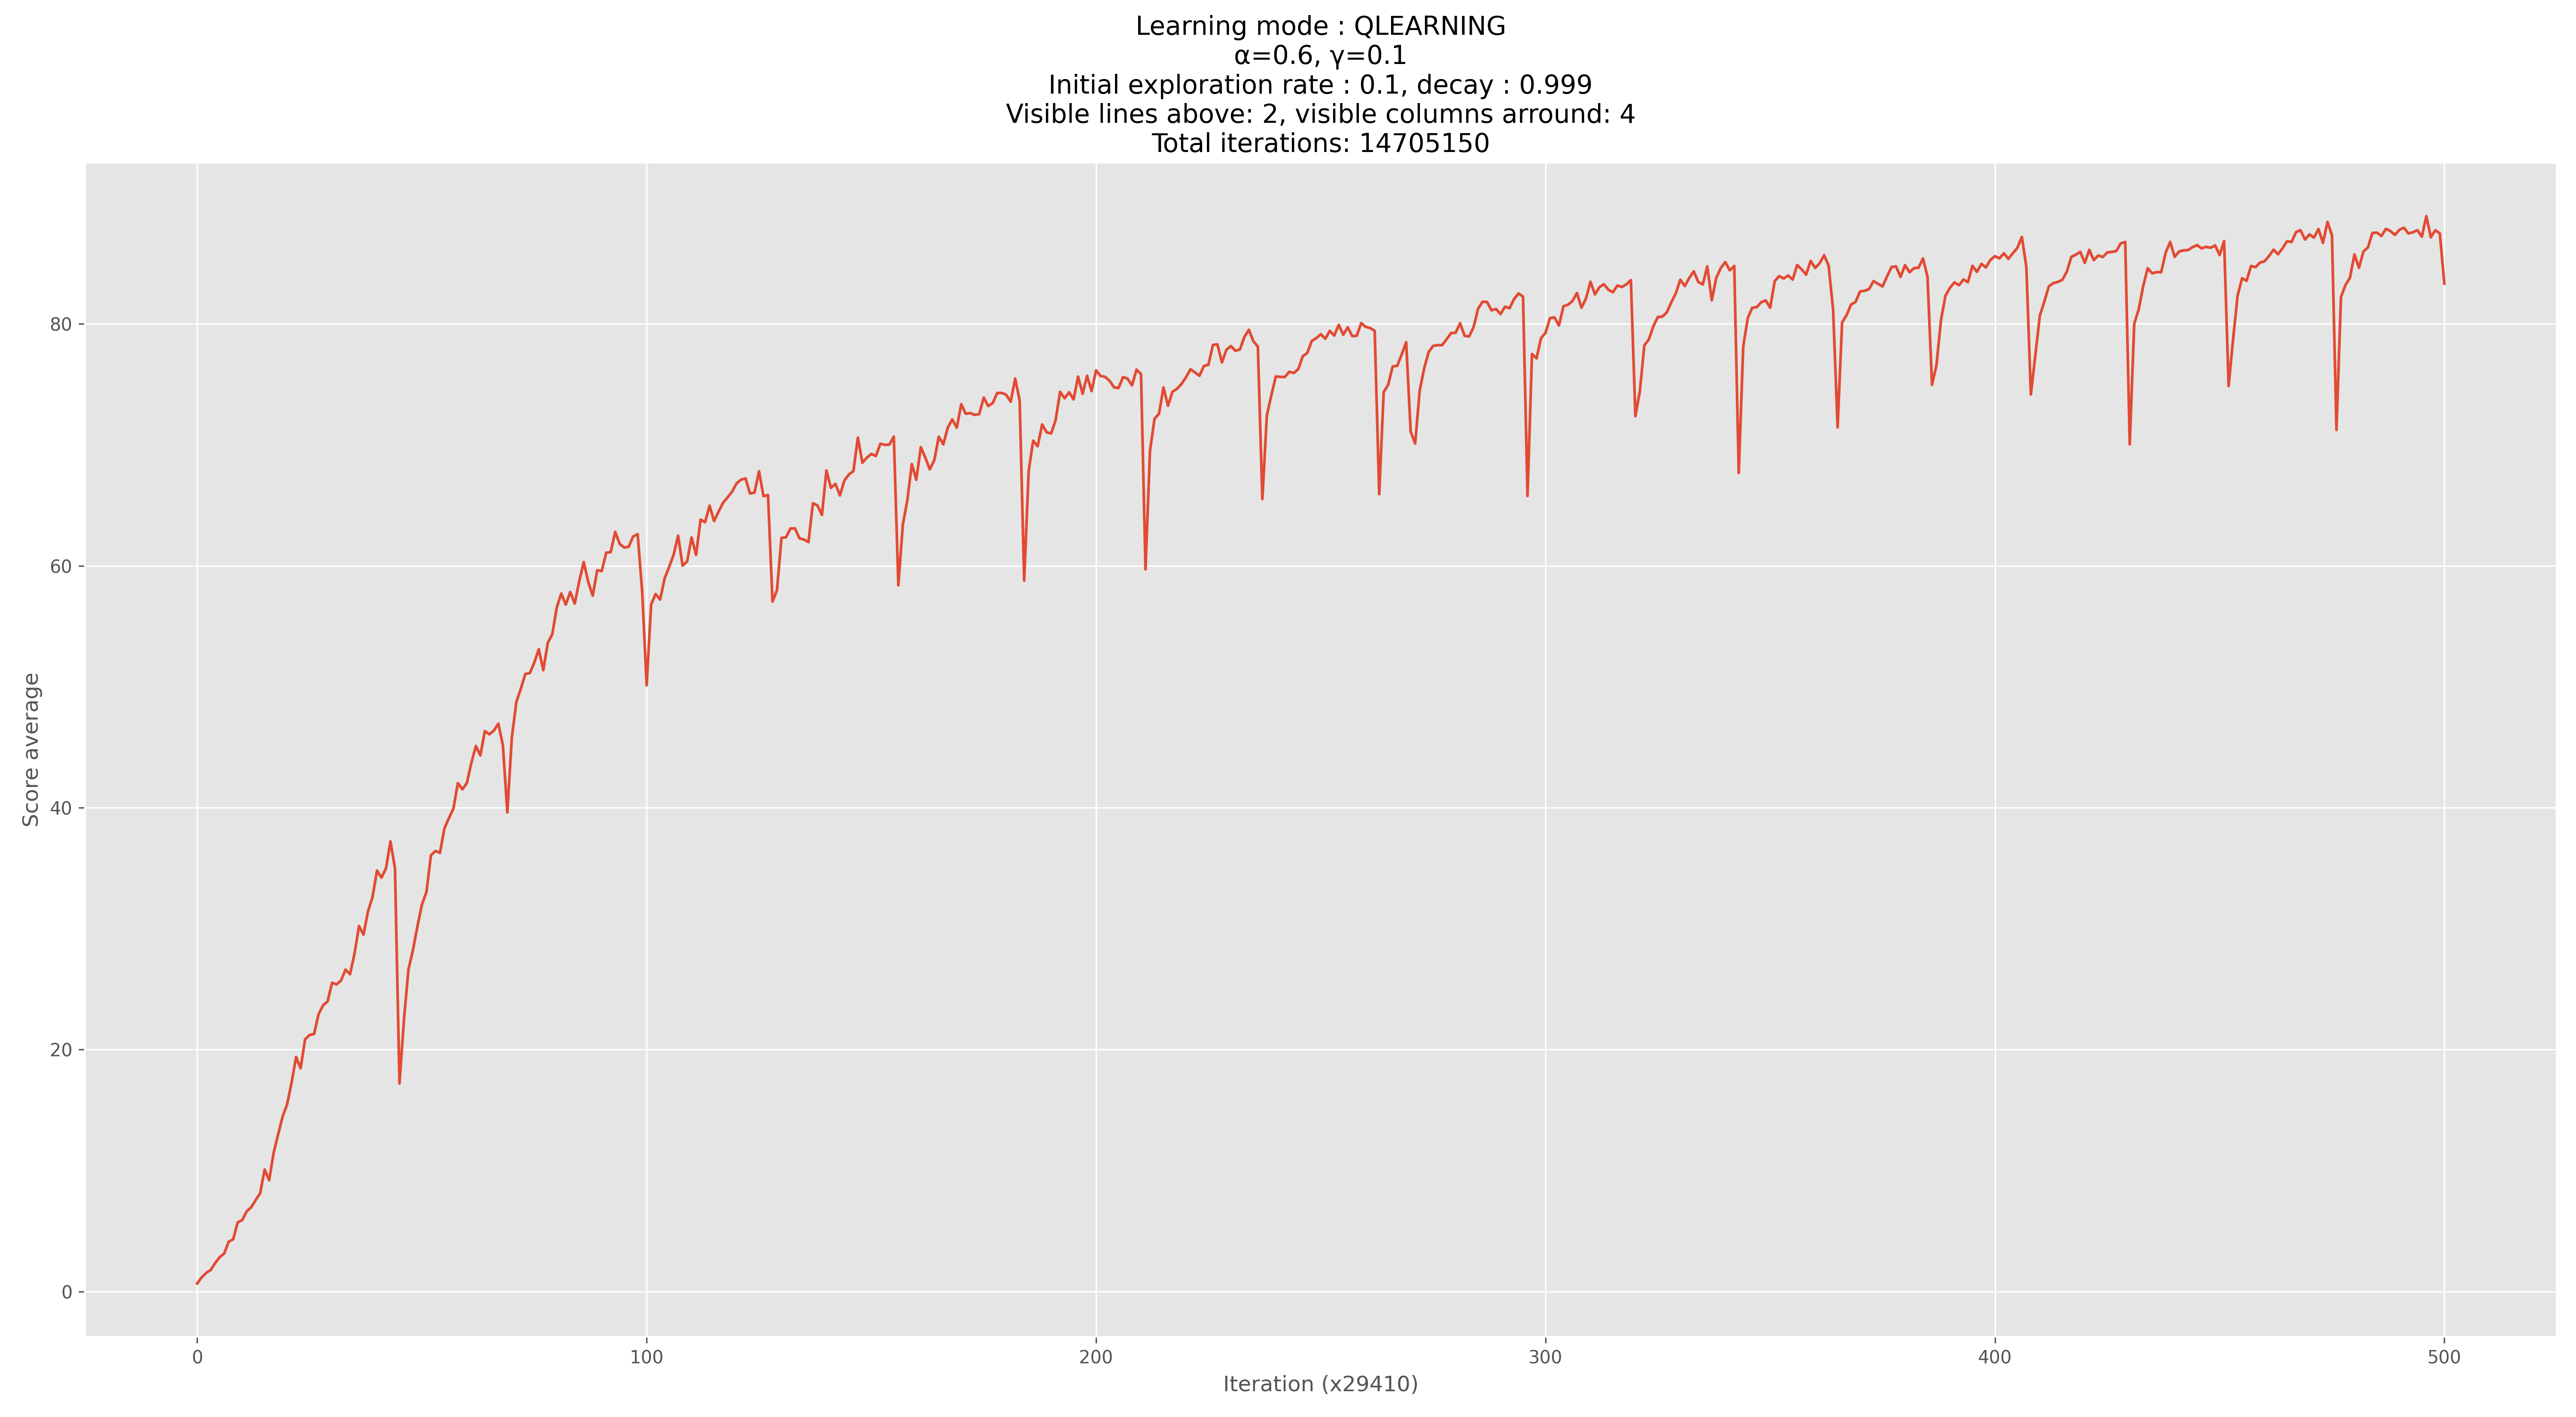 Learning mode : QLEARNING
α=0.6, γ=0.1
Initial exploration rate : 0.1, decay : 0.999
Visible lines above: 2, visible columns arround: 4
Total iterations: 14705150
Score average
80
60
40
20
0
0 100 200 300 400 500
Iteration (x29410)